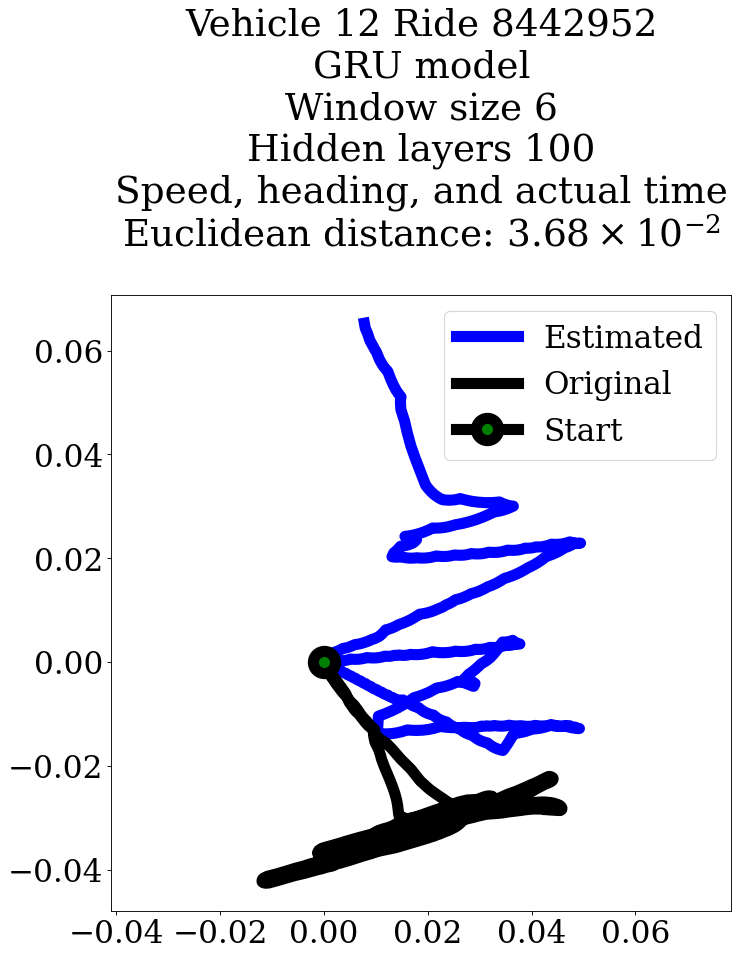 Vehicle 12 Ride 8442952
GRU model
Window size 6
Hidden layers 100
Speed, heading, and actual time
Euclidean distance: 3.68 × 10⁻²
Estimated
Original
Start
0.06
0.04
0.02
0.00
−0.02
−0.04
−0.04 −0.02 0.00 0.02 0.04 0.06